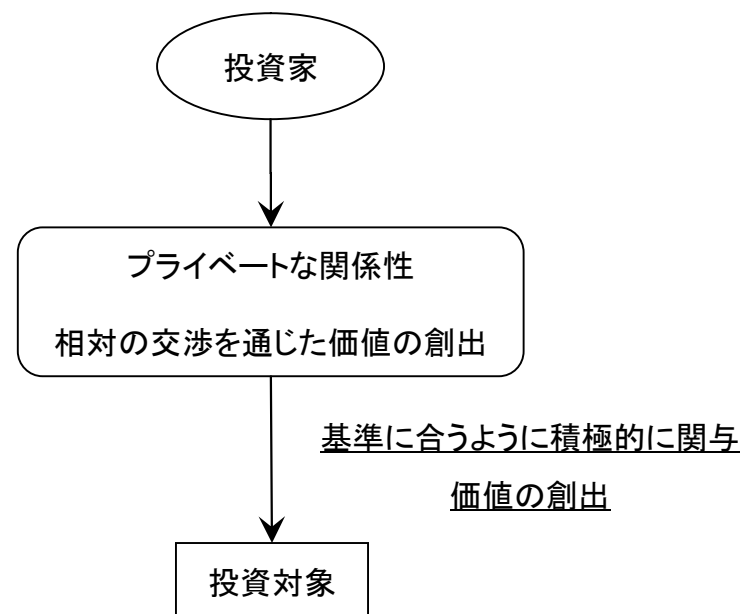 投資家
プライベートな関係性
相対の交渉を通じた価値の創出
基準に合うように積極的に関与
価値の創出
投資対象